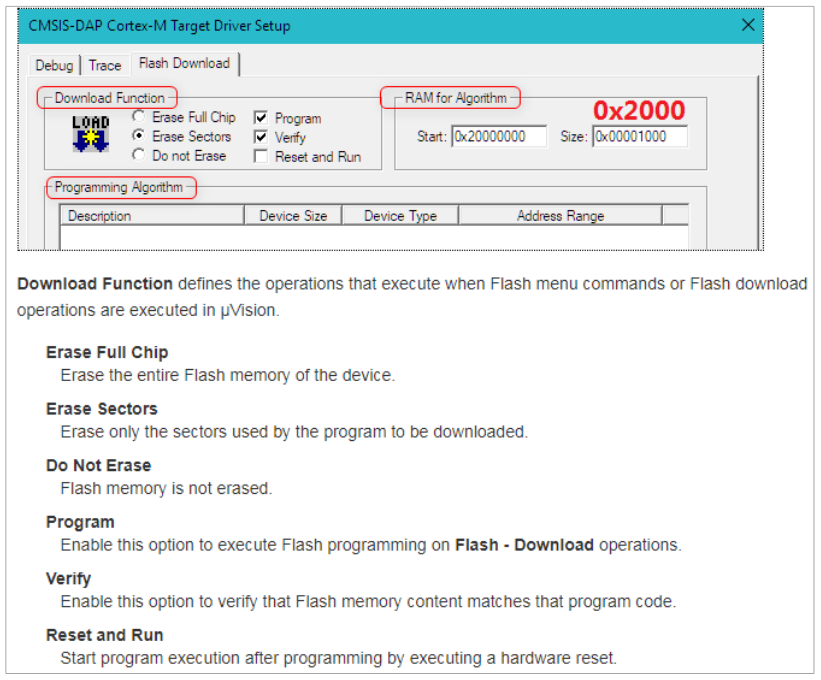 CMSIS-DAP Cortex-M Target Driver Setup
Debug Trace Flash Download
Download Function
LOAD
Erase Full Chip
Erase Sectors
Do not Erase
Program
Verify
Reset and Run
RAM for Algorithm
0x2000
Start: 0x20000000 Size: 0x00001000
Programming Algorithm
Description Device Size Device Type Address Range
Download Function defines the operations that execute when Flash menu commands or Flash download
operations are executed in µVision.
Erase Full Chip
Erase the entire Flash memory of the device.
Erase Sectors
Erase only the sectors used by the program to be downloaded.
Do Not Erase
Flash memory is not erased.
Program
Enable this option to execute Flash programming on Flash - Download operations.
Verify
Enable this option to verify that Flash memory content matches that program code.
Reset and Run
Start program execution after programming by executing a hardware reset.